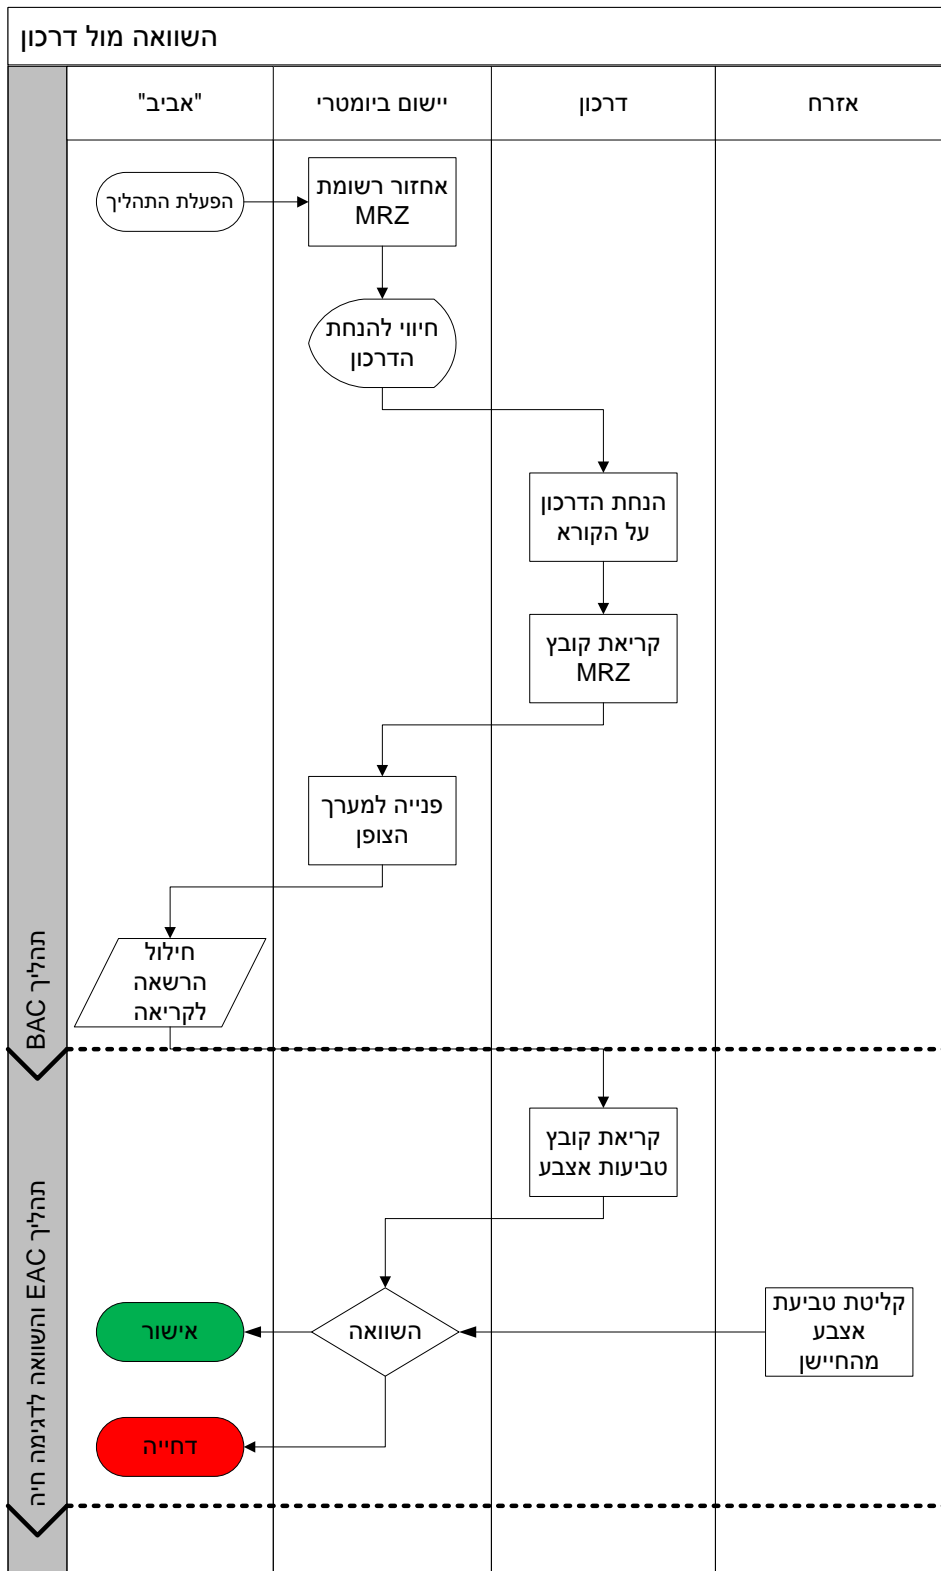 השוואה מול דרכון
אזרח
דרכון
יישום ביומטרי
"אביב"
הפעלת התהליך
אחזור רשומת
MRZ
חיווי להנחת
הדרכון
הנחת הדרכון
על הקורא
קריאת קובץ
MRZ
פנייה למערך
הצופן
חילול
הרשאה
לקריאה
תהליך BAC
קריאת קובץ
טביעות אצבע
קליטת טביעת
אצבע
מהחיישן
השוואה
אישור
דחייה
תהליך EAC והשוואה לדגימה חיה